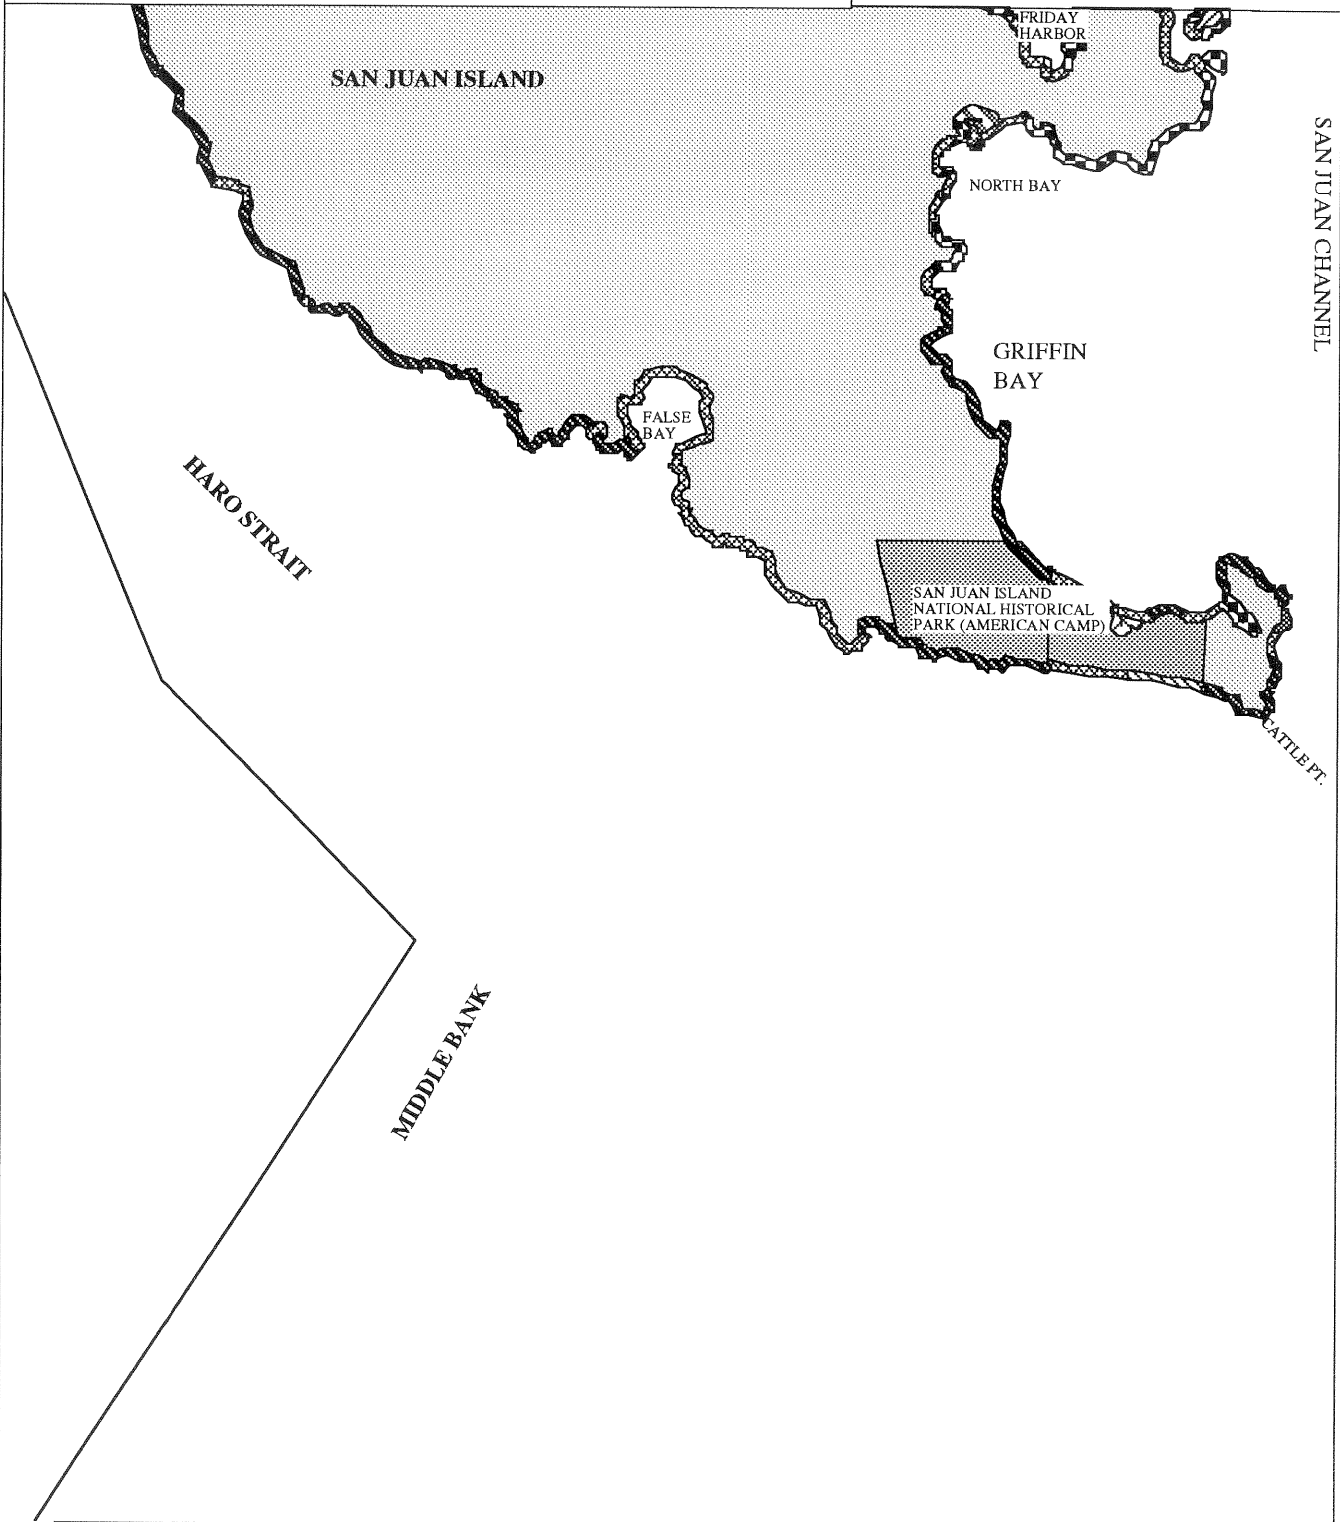 FRIDAY
HARBOR
SAN JUAN ISLAND
SAN JUAN CHANNEL
NORTH BAY
GRIFFIN
BAY
FALSE
BAY
HARO STRAIT
SAN JUAN ISLAND
NATIONAL HISTORICAL
PARK (AMERICAN CAMP)
CATTLE PT.
MIDDLE BANK